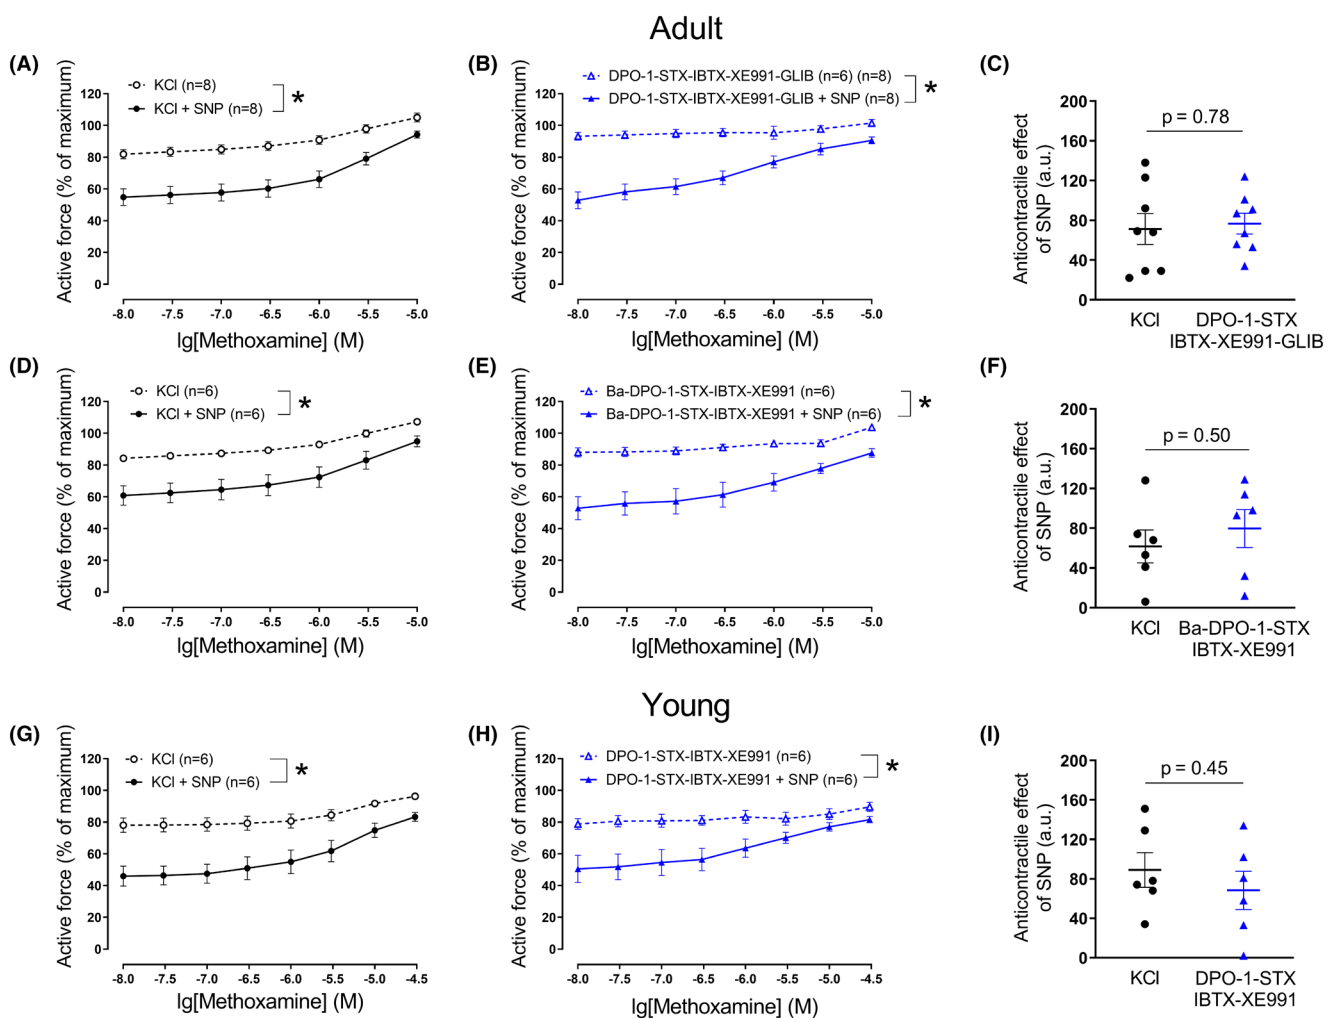 Adult
(A)
KCl (n=8)
KCl + SNP (n=8)
*
Active force (% of maximum)
120
100
80
60
40
20
0
-8.0 -7.5 -7.0 -6.5 -6.0 -5.5 -5.0
lg[Methoxamine] (M)
(B)
DPO-1-STX-IBTX-XE991-GLIB (n=6) (n=8)
DPO-1-STX-IBTX-XE991-GLIB + SNP (n=8)
*
Active force (% of maximum)
120
100
80
60
40
20
0
-8.0 -7.5 -7.0 -6.5 -6.0 -5.5 -5.0
lg[Methoxamine] (M)
(C)
Anticontractile effect
of SNP (a.u.)
200
160
120
80
40
0
p = 0.78
KCl DPO-1-STX
IBTX-XE991-GLIB
(D)
KCl (n=6)
KCl + SNP (n=6)
*
Active force (% of maximum)
120
100
80
60
40
20
0
-8.0 -7.5 -7.0 -6.5 -6.0 -5.5 -5.0
lg[Methoxamine] (M)
(E)
Ba-DPO-1-STX-IBTX-XE991 (n=6)
Ba-DPO-1-STX-IBTX-XE991 + SNP (n=6)
*
Active force (% of maximum)
120
100
80
60
40
20
0
-8.0 -7.5 -7.0 -6.5 -6.0 -5.5 -5.0
lg[Methoxamine] (M)
(F)
Anticontractile effect
of SNP (a.u.)
200
160
120
80
40
0
p = 0.50
KCl Ba-DPO-1-STX
IBTX-XE991
Young
(G)
KCl (n=6)
KCl + SNP (n=6)
*
Active force (% of maximum)
120
100
80
60
40
20
0
-8.0 -7.5 -7.0 -6.5 -6.0 -5.5 -5.0 -4.5
lg[Methoxamine] (M)
(H)
DPO-1-STX-IBTX-XE991 (n=6)
DPO-1-STX-IBTX-XE991 + SNP (n=6)
*
Active force (% of maximum)
120
100
80
60
40
20
0
-8.0 -7.5 -7.0 -6.5 -6.0 -5.5 -5.0 -4.5
lg[Methoxamine] (M)
(I)
Anticontractile effect
of SNP (a.u.)
200
160
120
80
40
0
p = 0.45
KCl DPO-1-STX
IBTX-XE991